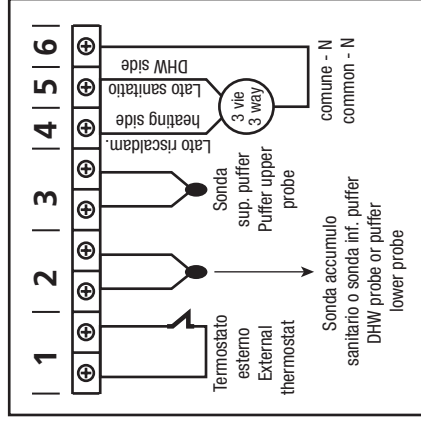 1 2 3 4 5 6
Termostato
esterno
External
thermostat
Sonda accumulo
sanitario o sonda inf. puffer
DHW probe or puffer
lower probe
Sonda
sup. puffer
Puffer upper
probe
Lato riscaldam.
heating side
Lato sanitatio
DHW side
3 vie
3 way
comune - N
common - N